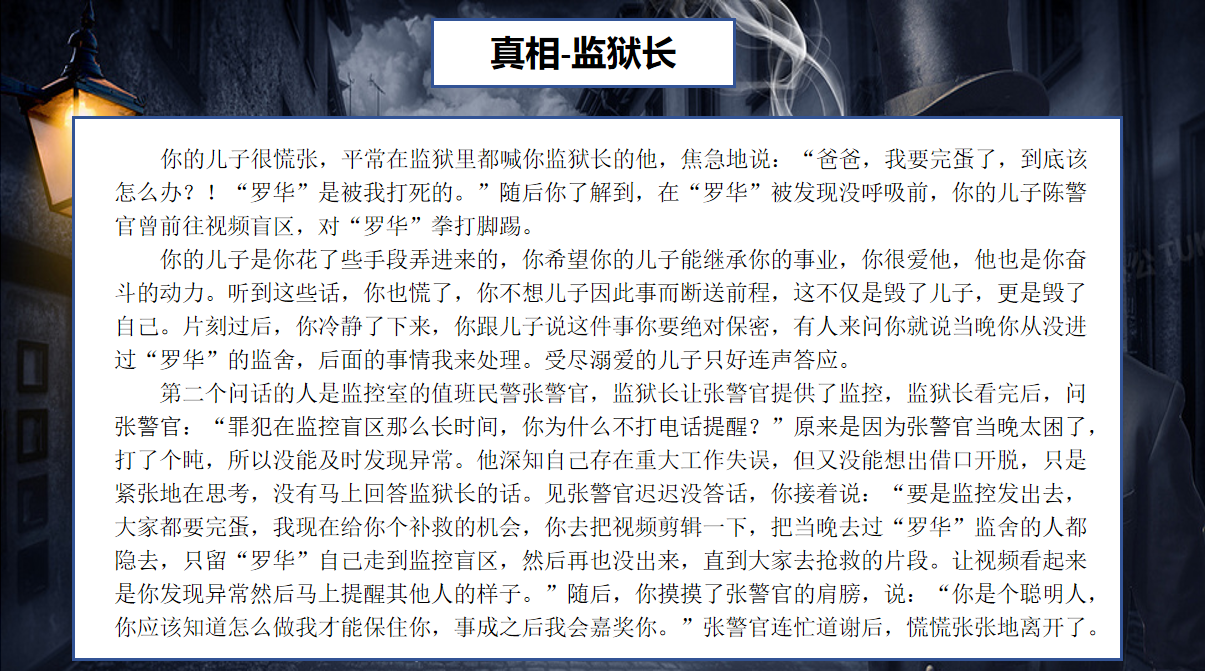 真相-监狱长
你的儿子很慌张，平常在监狱里都喊你监狱长的他，焦急地说：“爸爸，我要完蛋了，到底该
怎么办？！“罗华”是被我打死的。”随后你了解到，在“罗华”被发现没呼吸前，你的儿子陈警
官曾前往视频盲区，对“罗华”拳打脚踢。
你的儿子是你花了些手段弄进来的，你希望你的儿子能继承你的事业，你很爱他，他也是你奋
斗的动力。听到这些话，你也慌了，你不想儿子因此事而断送前程，这不仅是毁了儿子，更是毁了
自己。片刻过后，你冷静了下来，你跟儿子说这件事你要绝对保密，有人来问你就说当晚你从没进
过“罗华”的监舍，后面的事情我来处理。受尽溺爱的儿子只好连声答应。
第二个问话的人是监控室的值班民警张警官，监狱长让张警官提供了监控，监狱长看完后，问
张警官：“罪犯在监控盲区那么长时间，你为什么不打电话提醒？”原来是因为张警官当晚太困了，
打了个盹，所以没能及时发现异常。他深知自己存在重大工作失误，但又没能想出借口开脱，只是
紧张地在思考，没有马上回答监狱长的话。见张警官迟迟没答话，你接着说：“要是监控发出去，
大家都要完蛋，我现在给你个补救的机会，你去把视频剪辑一下，把当晚去过“罗华”监舍的人都
隐去，只留“罗华”自己走到监控盲区，然后再也没出来，直到大家去抢救的片段。让视频看起来
是你发现异常然后马上提醒其他人的样子。”随后，你摸摸了张警官的肩膀，说：“你是个聪明人，
你应该知道怎么做我才能保住你，事成之后我会嘉奖你。”张警官连忙道谢后，慌慌张张地离开了。